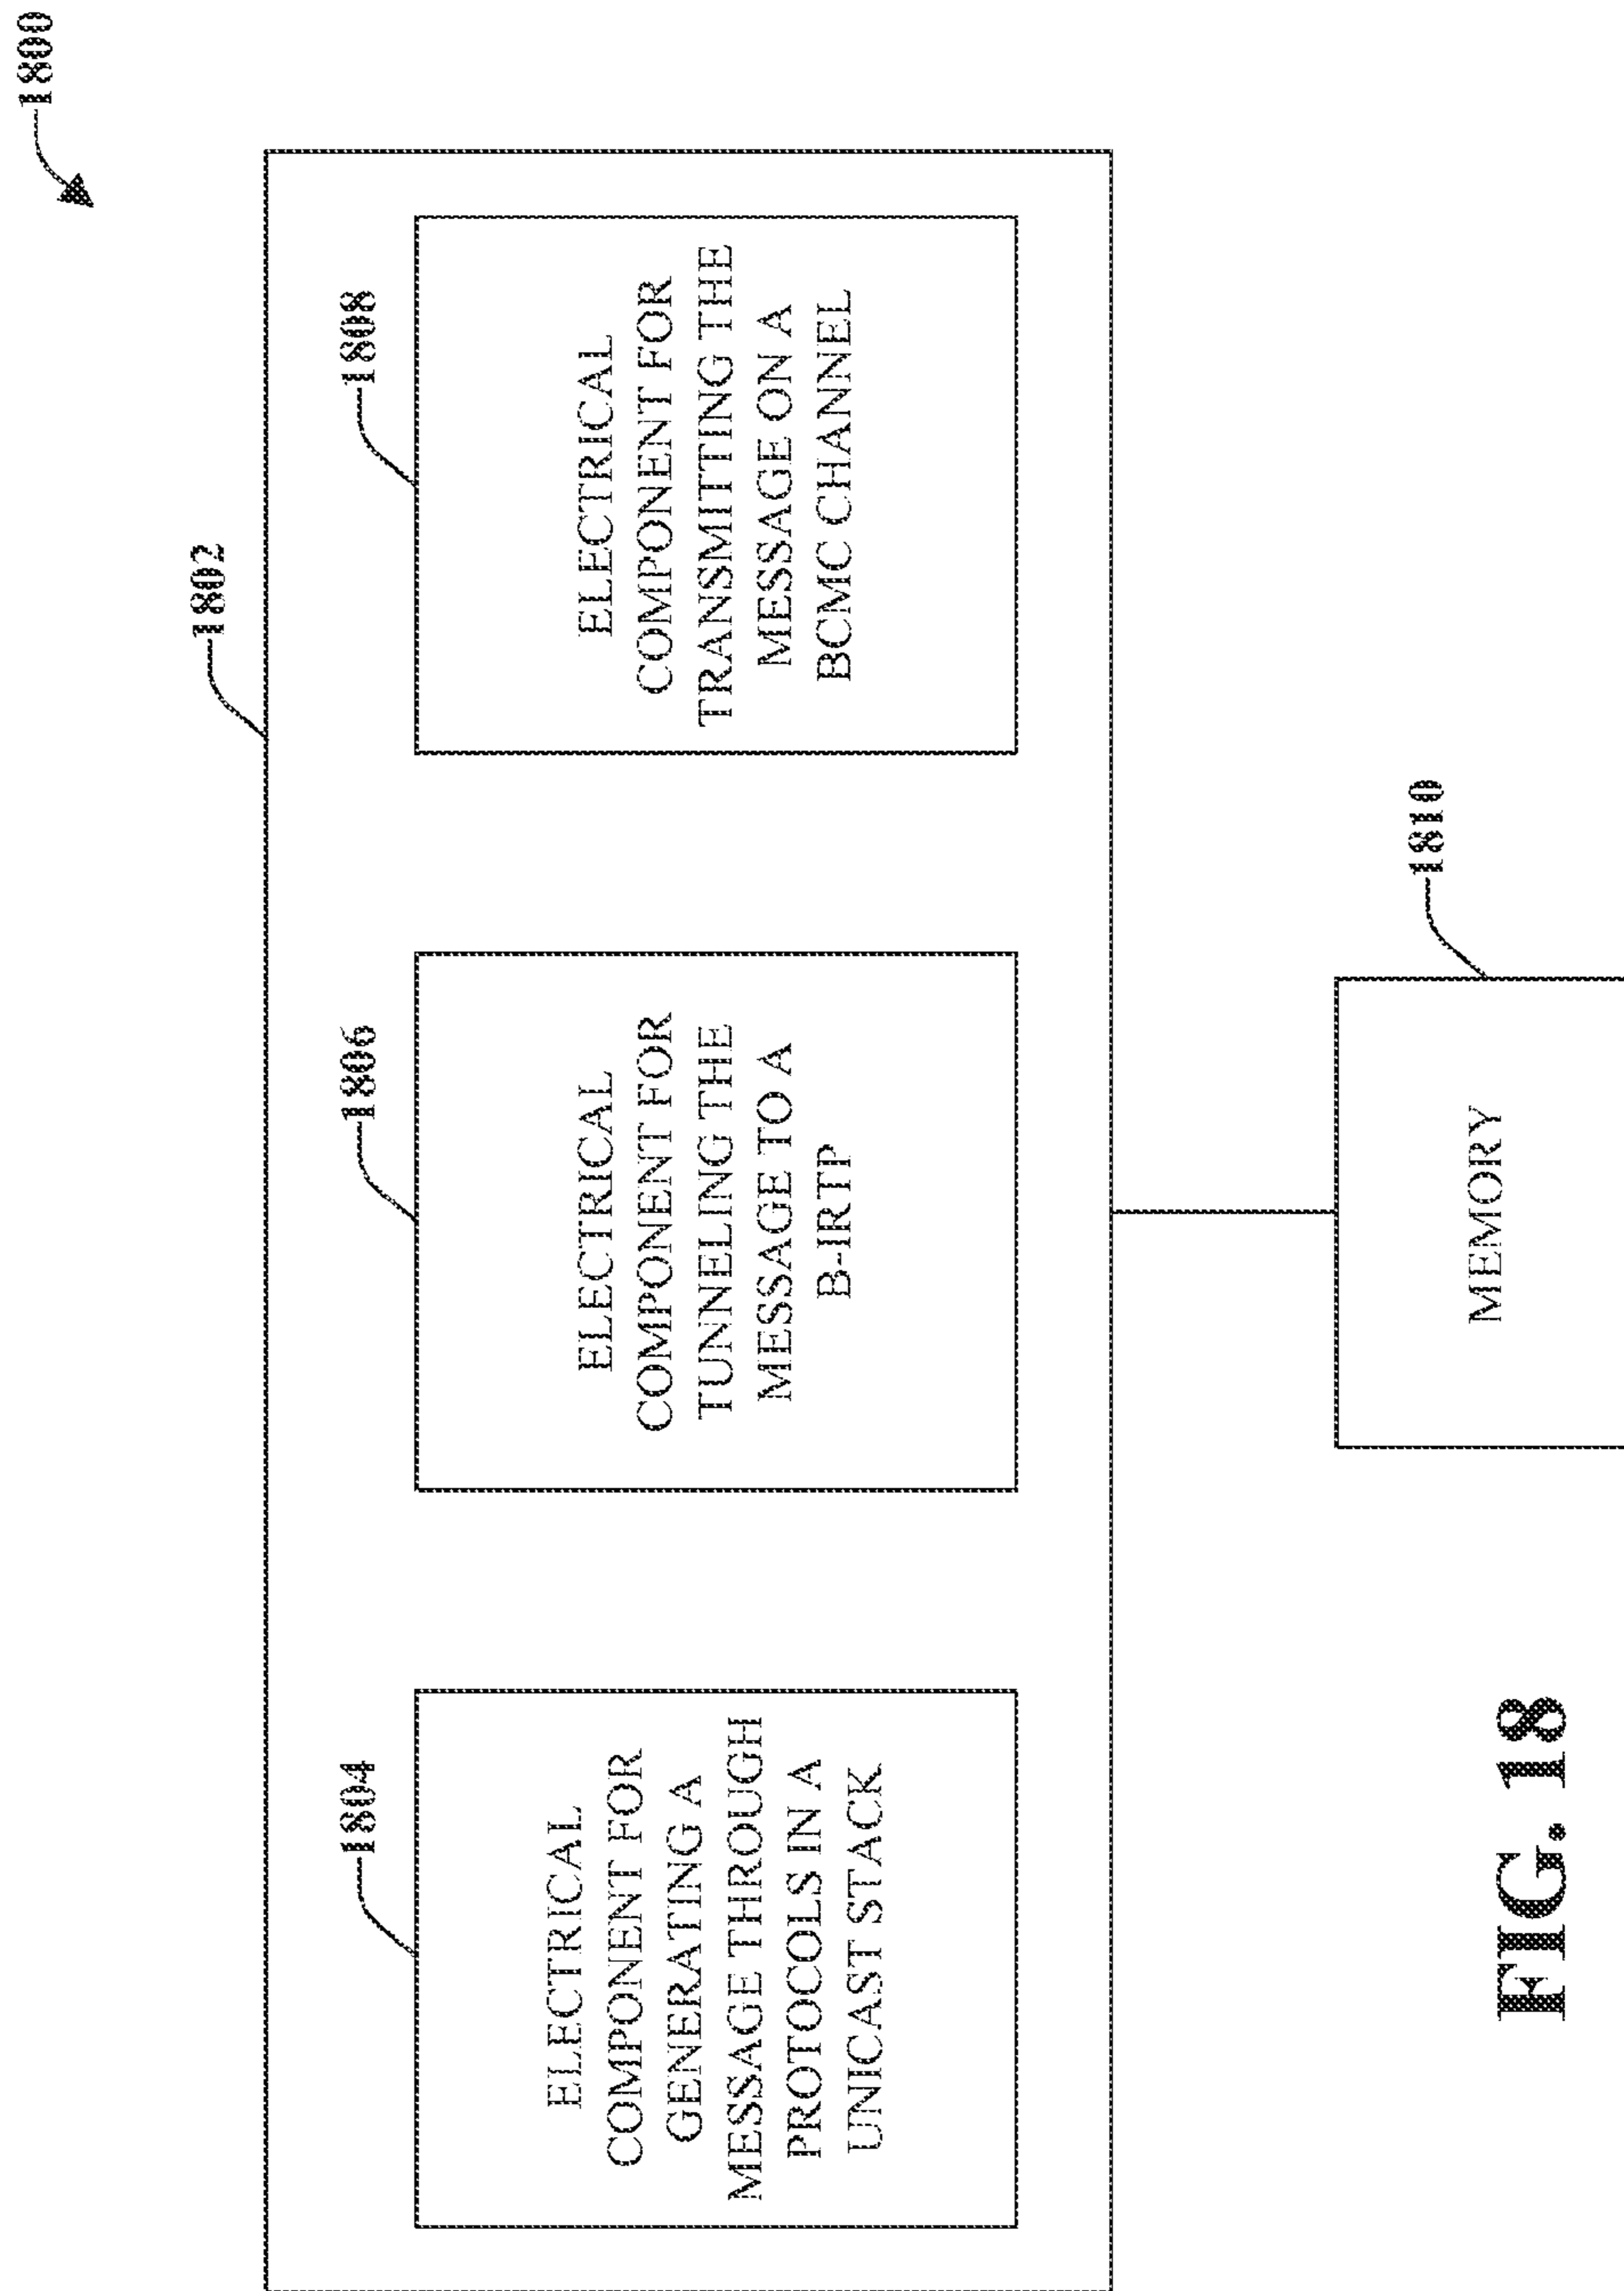 1800
1802
1804
ELECTRICAL
COMPONENT FOR
GENERATING A
MESSAGE THROUGH
PROTOCOLS IN A
UNICAST STACK
1806
ELECTRICAL
COMPONENT FOR
TUNNELING THE
MESSAGE TO A
B-IRTP
1808
ELECTRICAL
COMPONENT FOR
TRANSMITTING THE
MESSAGE ON A
BCMC CHANNEL
1810
MEMORY
FIG. 18